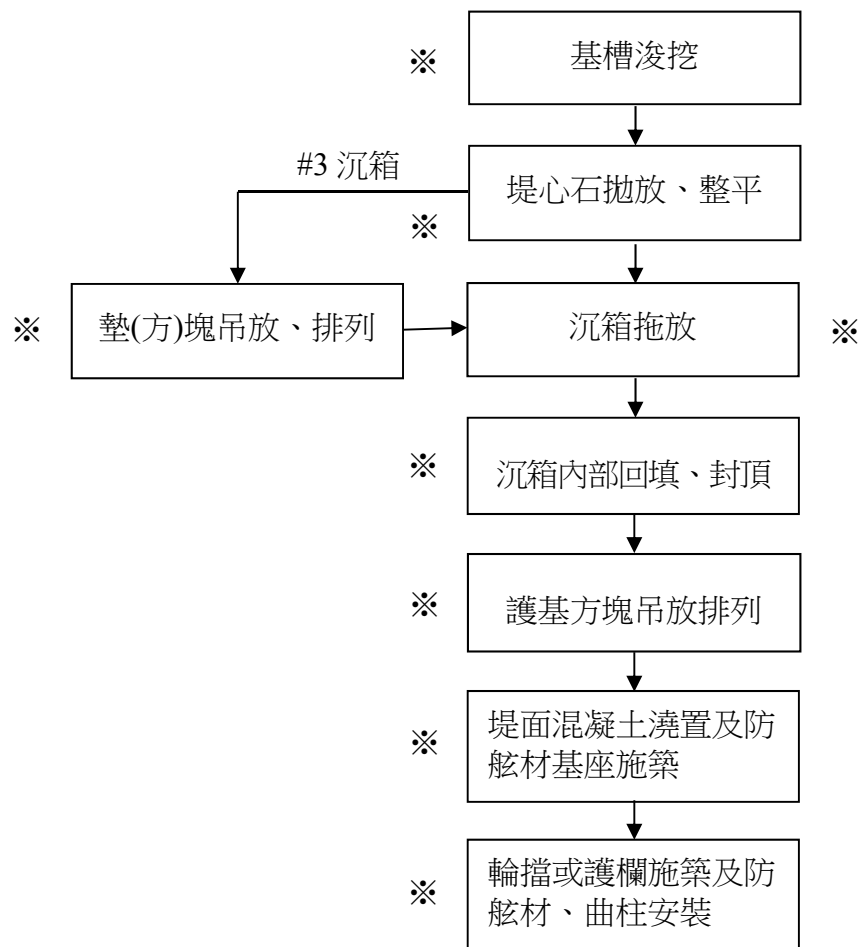 ※ 基槽浚挖
#3 沉箱
※ 堤心石拋放、整平
※ 墊(方)塊吊放、排列
沉箱拖放 ※
※ 沉箱內部回填、封頂
※ 護基方塊吊放排列
※ 堤面混凝土澆置及防
舷材基座施築
※ 輪擋或護欄施築及防
舷材、曲柱安裝